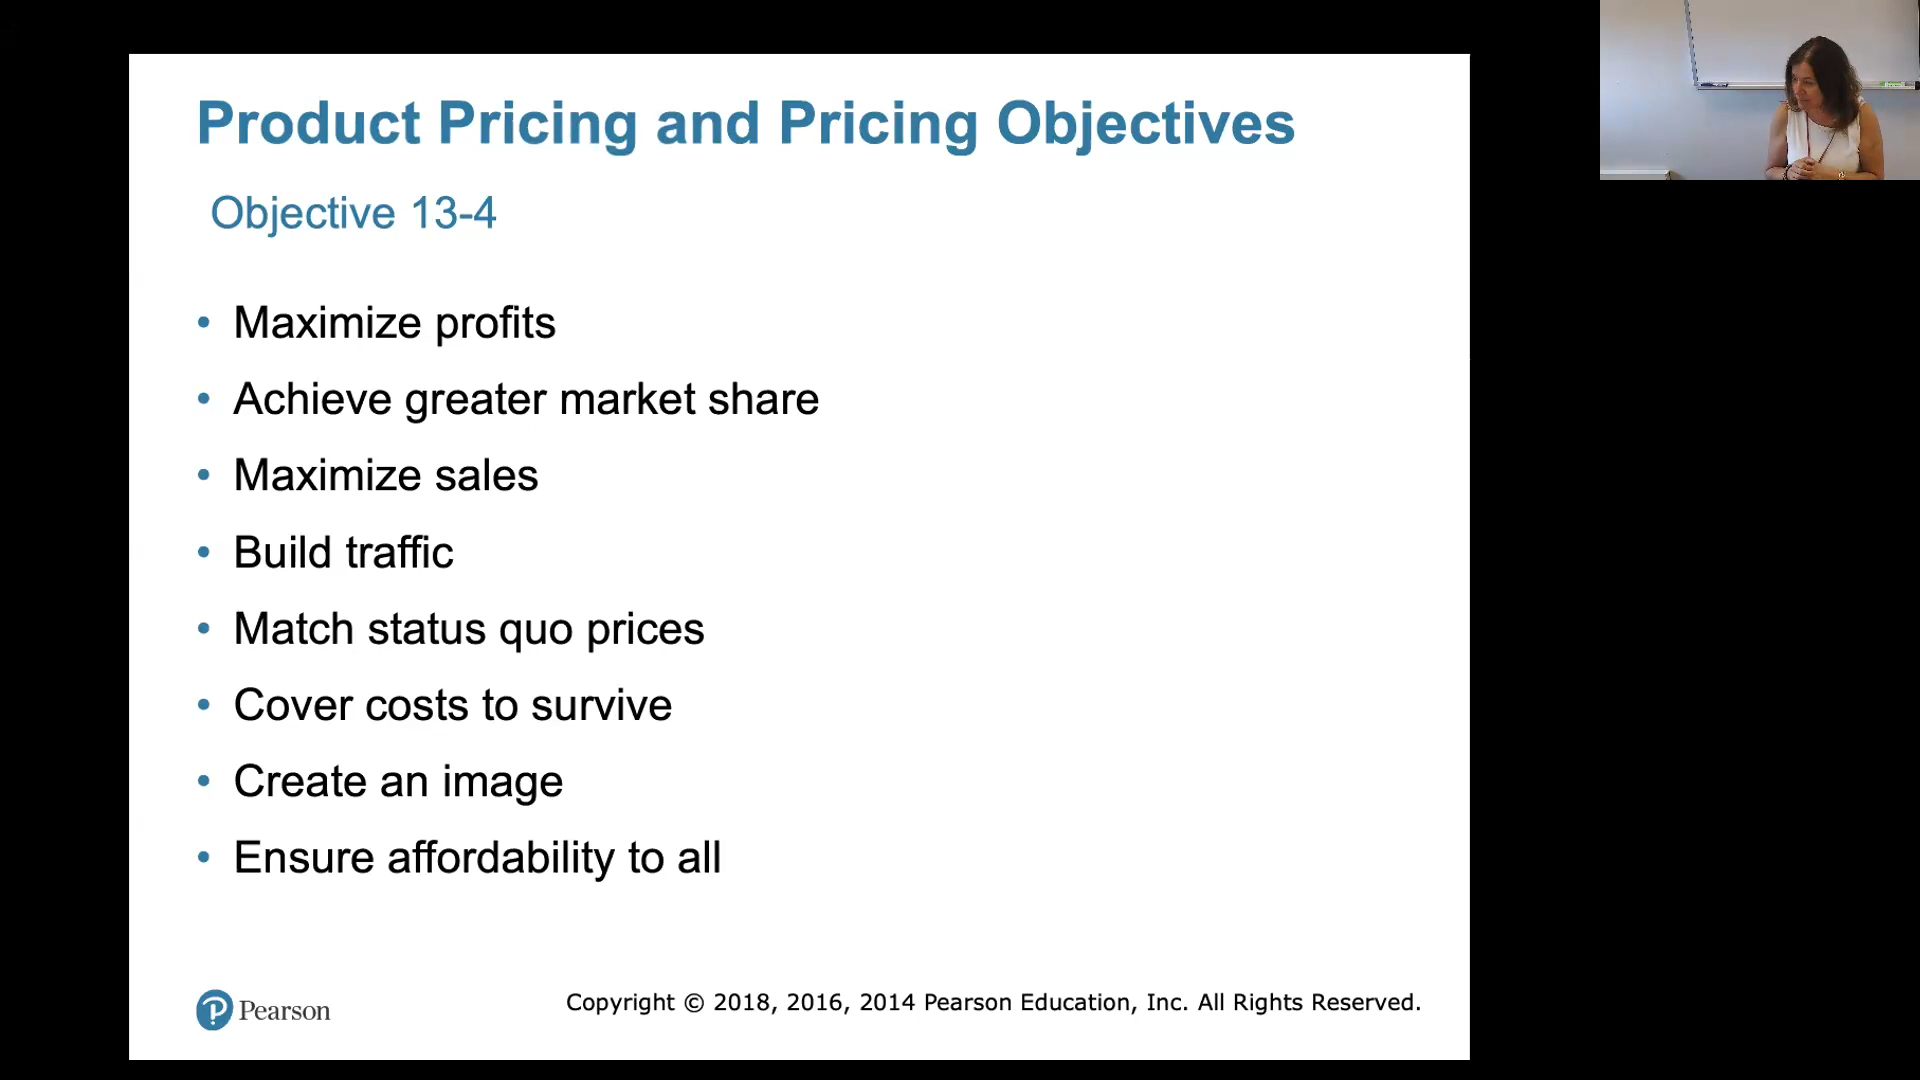 Product Pricing and Pricing Objectives
Objective 13-4
• Maximize profits
• Achieve greater market share
• Maximize sales
• Build traffic
• Match status quo prices
• Cover costs to survive
• Create an image
• Ensure affordability to all
Pearson
Copyright © 2018, 2016, 2014 Pearson Education, Inc. All Rights Reserved.